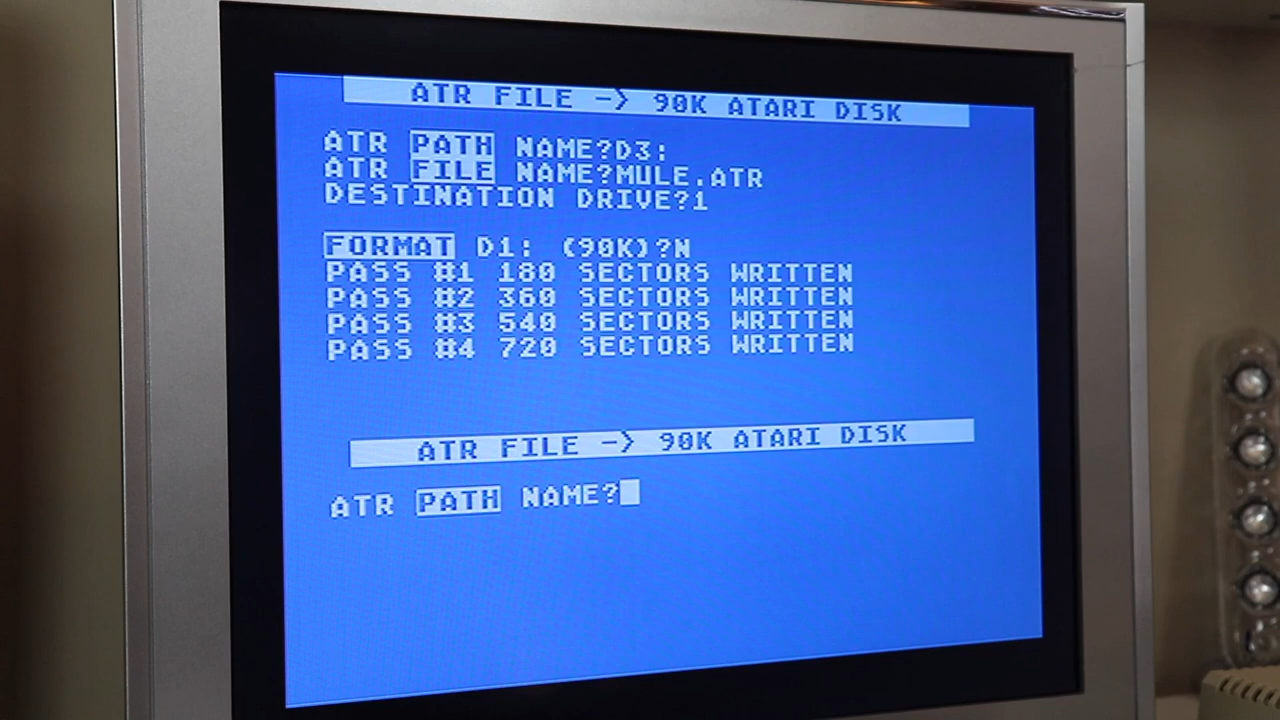 ATR FILE -> 90K ATARI DISK
ATR PATH NAME?D3:
ATR FILE NAME?MULE.ATR
DESTINATION DRIVE?1
FORMAT D1: (90K)?N
PASS #1 180 SECTORS WRITTEN
PASS #2 360 SECTORS WRITTEN
PASS #3 540 SECTORS WRITTEN
PASS #4 720 SECTORS WRITTEN
ATR FILE -> 90K ATARI DISK
ATR PATH NAME?